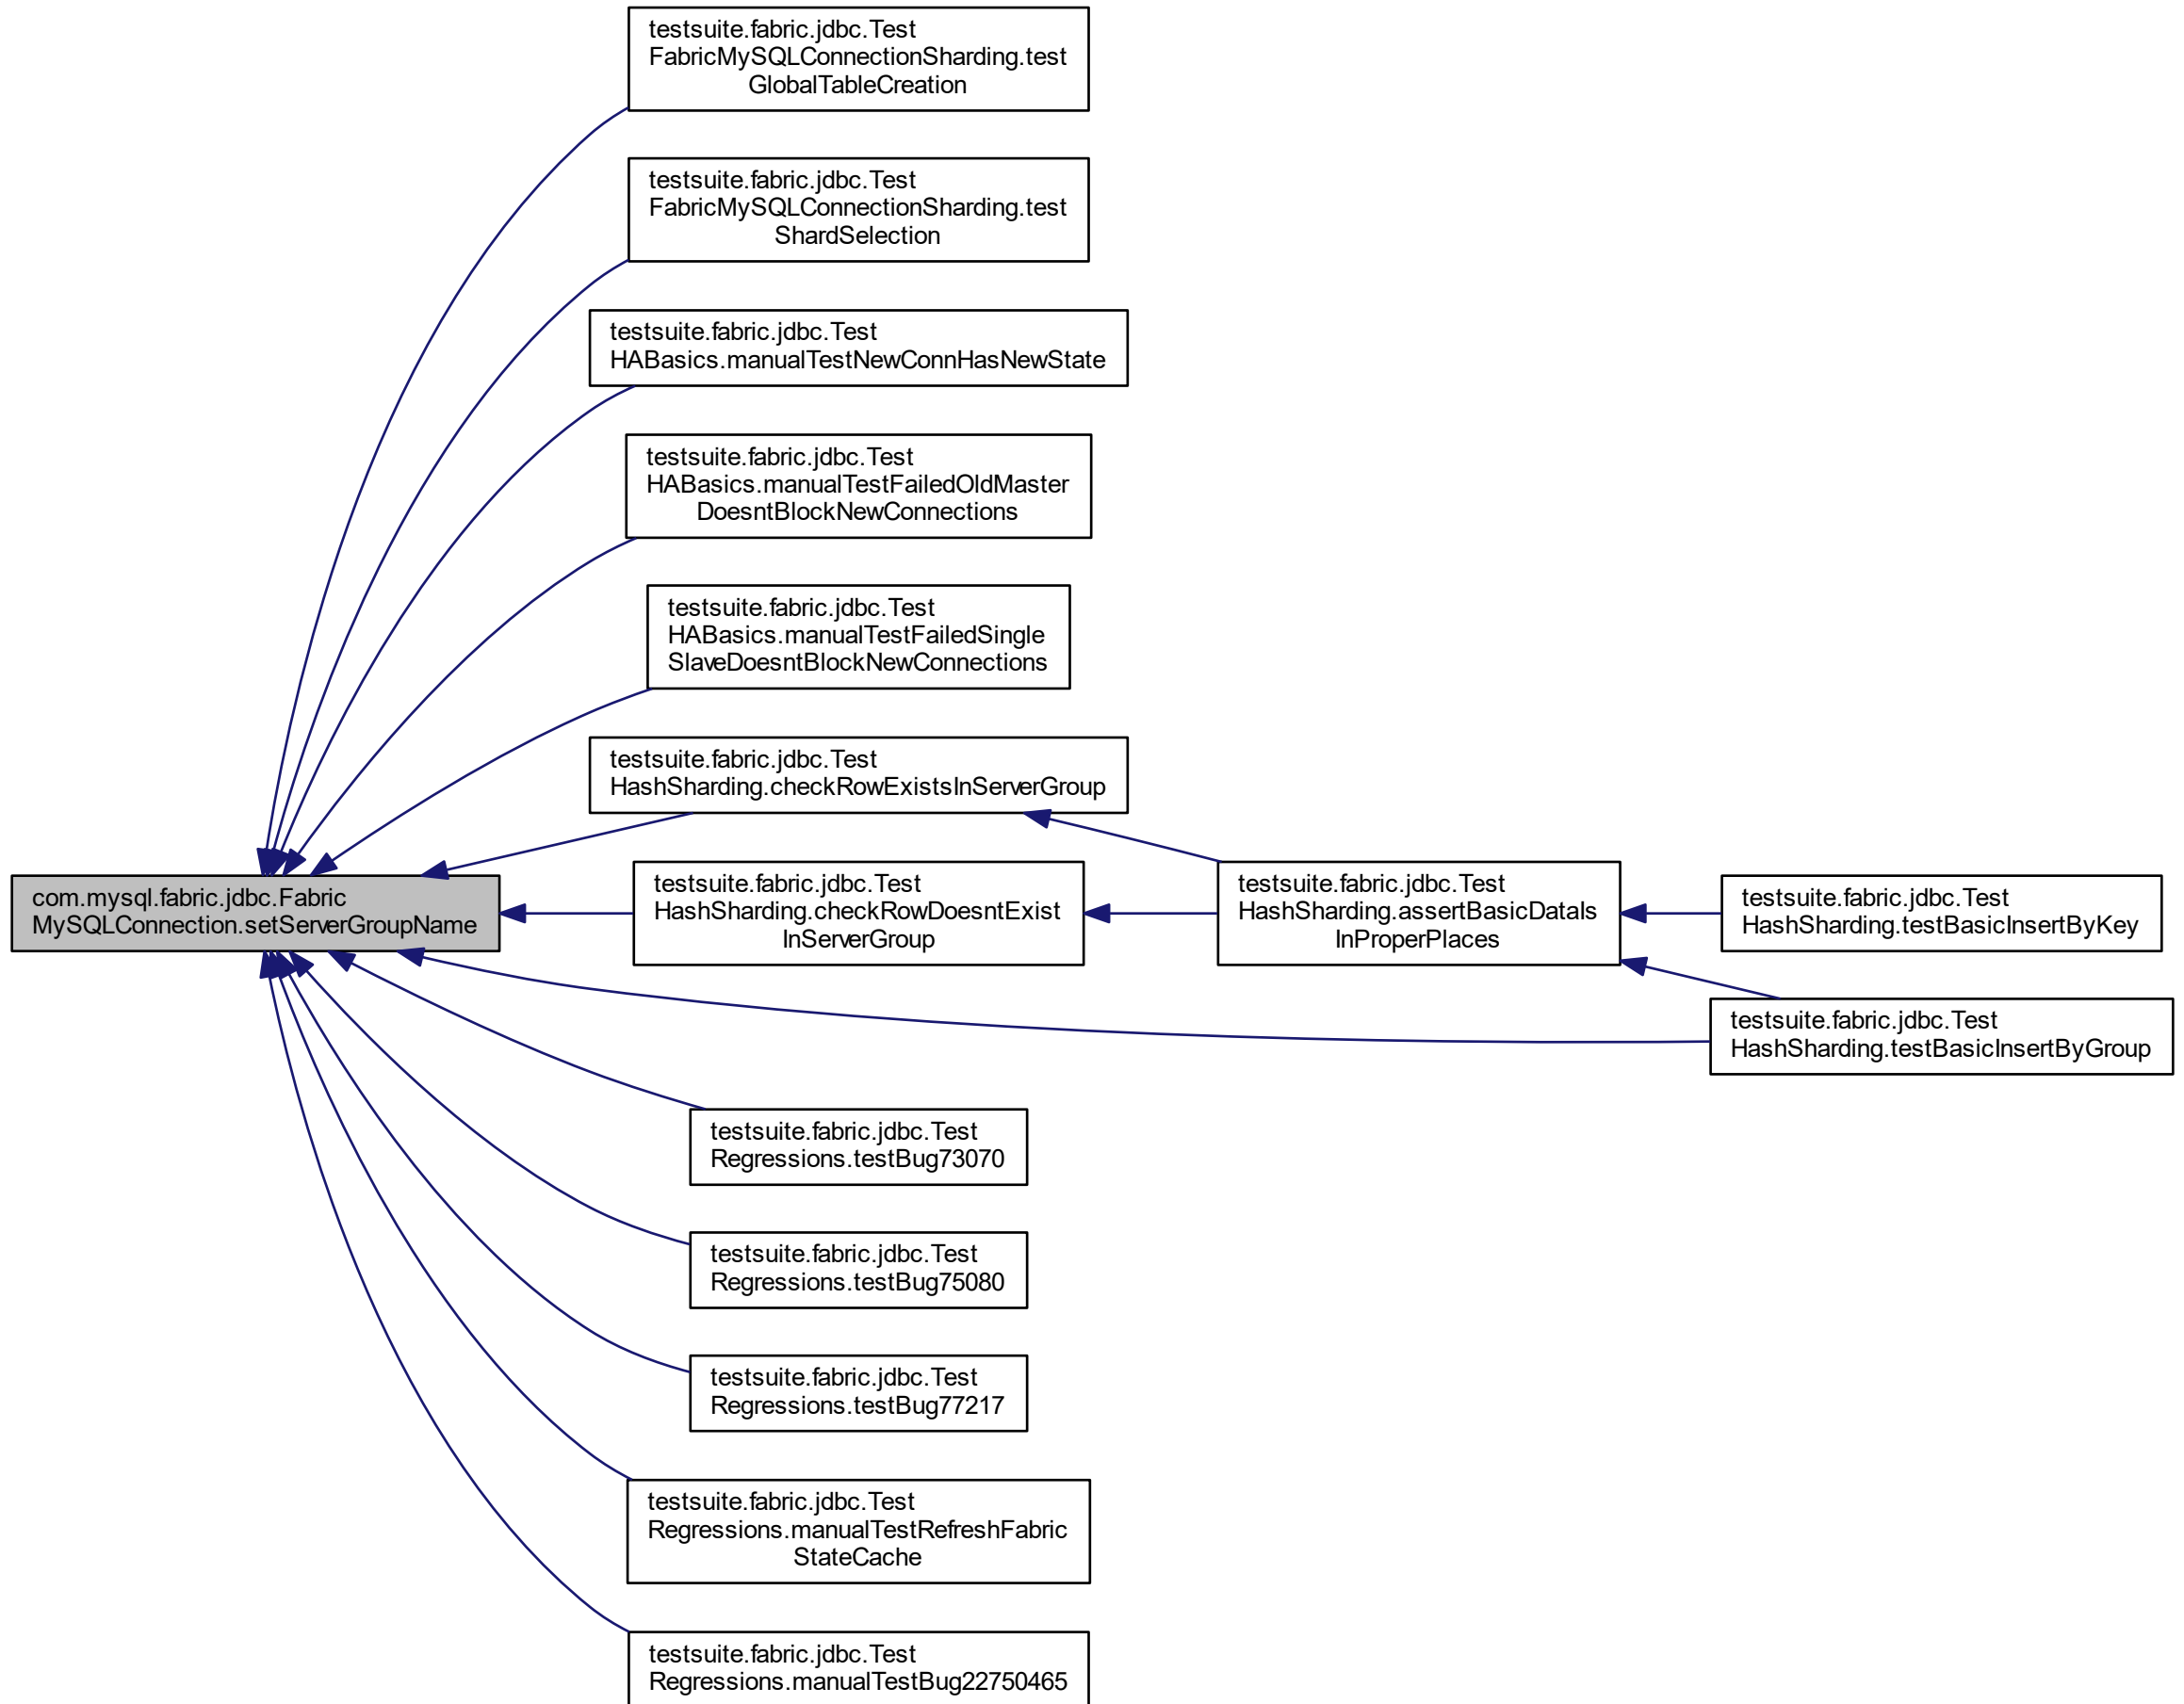 testsuite.fabric.jdbc.Test
FabricMySQLConnectionSharding.test
GlobalTableCreation
testsuite.fabric.jdbc.Test
FabricMySQLConnectionSharding.test
ShardSelection
testsuite.fabric.jdbc.Test
HABasics.manualTestNewConnHasNewState
testsuite.fabric.jdbc.Test
HABasics.manualTestFailedOldMaster
DoesntBlockNewConnections
testsuite.fabric.jdbc.Test
HABasics.manualTestFailedSingle
SlaveDoesntBlockNewConnections
testsuite.fabric.jdbc.Test
HashSharding.checkRowExistsInServerGroup
com.mysql.fabric.jdbc.Fabric
MySQLConnection.setServerGroupName
testsuite.fabric.jdbc.Test
HashSharding.checkRowDoesntExist
InServerGroup
testsuite.fabric.jdbc.Test
HashSharding.assertBasicDataIs
InProperPlaces
testsuite.fabric.jdbc.Test
HashSharding.testBasicInsertByKey
testsuite.fabric.jdbc.Test
HashSharding.testBasicInsertByGroup
testsuite.fabric.jdbc.Test
Regressions.testBug73070
testsuite.fabric.jdbc.Test
Regressions.testBug75080
testsuite.fabric.jdbc.Test
Regressions.testBug77217
testsuite.fabric.jdbc.Test
Regressions.manualTestRefreshFabric
StateCache
testsuite.fabric.jdbc.Test
Regressions.manualTestBug22750465